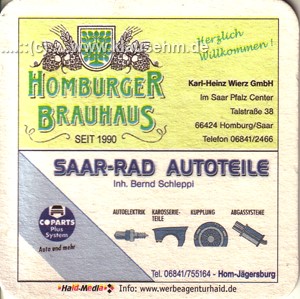 ...::(c) www.klausehm.de::...
Herzlich
Willkommen!
HOMBURGER
BRAUHAUS
SEIT 1990
Karl-Heinz Wierz GmbH
Im Saar Pfalz Center
Talstraße 38
66424 Homburg/Saar
Telefon 06841/2466
SAAR-RAD AUTOTEILE
Inh. Bernd Schleppi
COPARTS
Plus
System
Auto und mehr
AUTOELEKTRIK KAROSSERIE-
TEILE KUPPLUNG ABGASSYSTEME
Tel. 06841/755164 - Hom-Jägersburg
Haid-Media Info: www.werbeagenturhaid.de